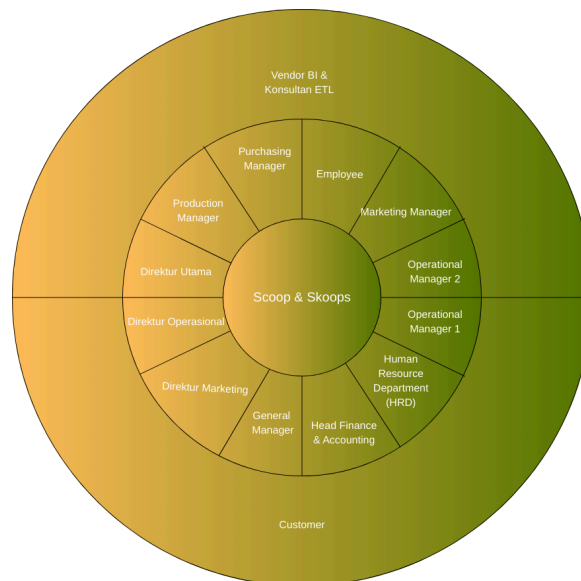 Vendor BI &
Konsultan ETL
Purchasing
Manager
Employee
Production
Manager
Marketing Manager
Direktur Utama
Operational
Manager 2
Scoop & Skoops
Direktur Operasional
Operational
Manager 1
Human
Resource
Department
(HRD)
Direktur Marketing
General
Manager
Head Finance
& Accounting
Customer